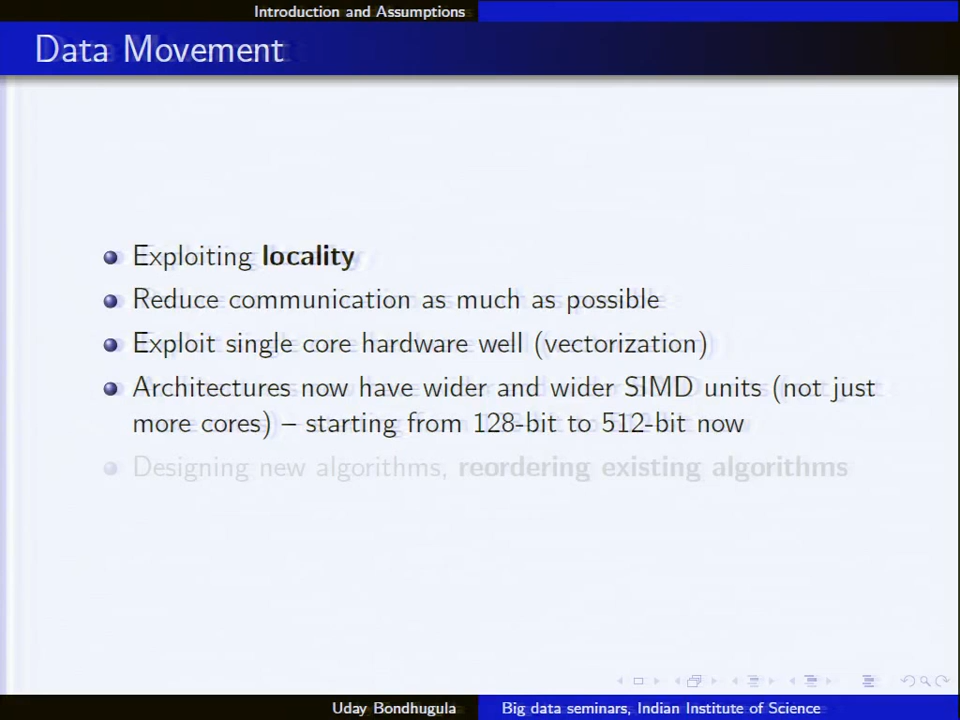 Introduction and Assumptions
Data Movement
Exploiting locality
Reduce communication as much as possible
Exploit single core hardware well (vectorization)
Architectures now have wider and wider SIMD units (not just
more cores) – starting from 128-bit to 512-bit now
Designing new algorithms, reordering existing algorithms
Uday Bondhugula
Big data seminars, Indian Institute of Science